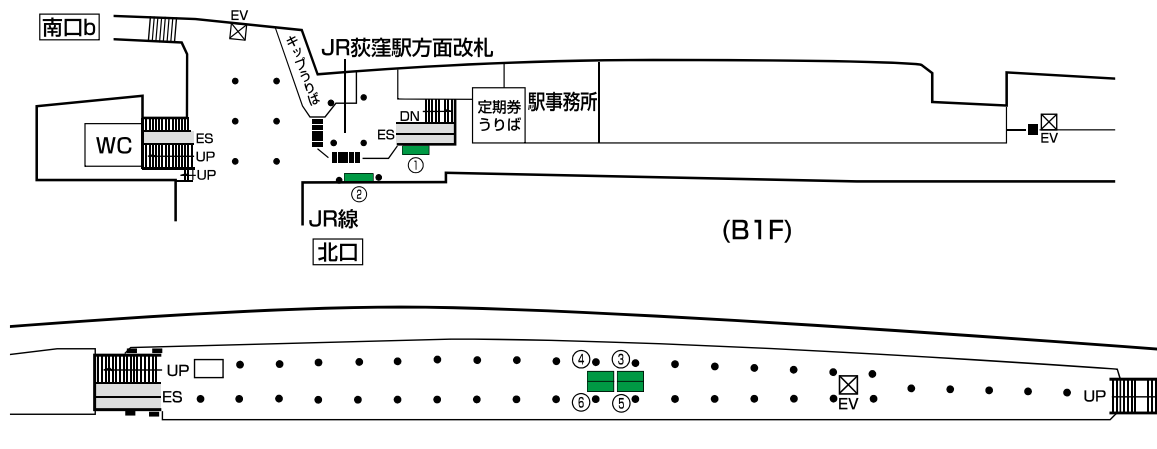 南口b
EV
キップうりば
JR荻窪駅方面改札
定期券
うりば
駅事務所
DN
ES
WC
ES
UP
UP
EV
①
②
JR線
北口
(B1F)
④
③
UP
ES
⑥
⑤
EV
UP